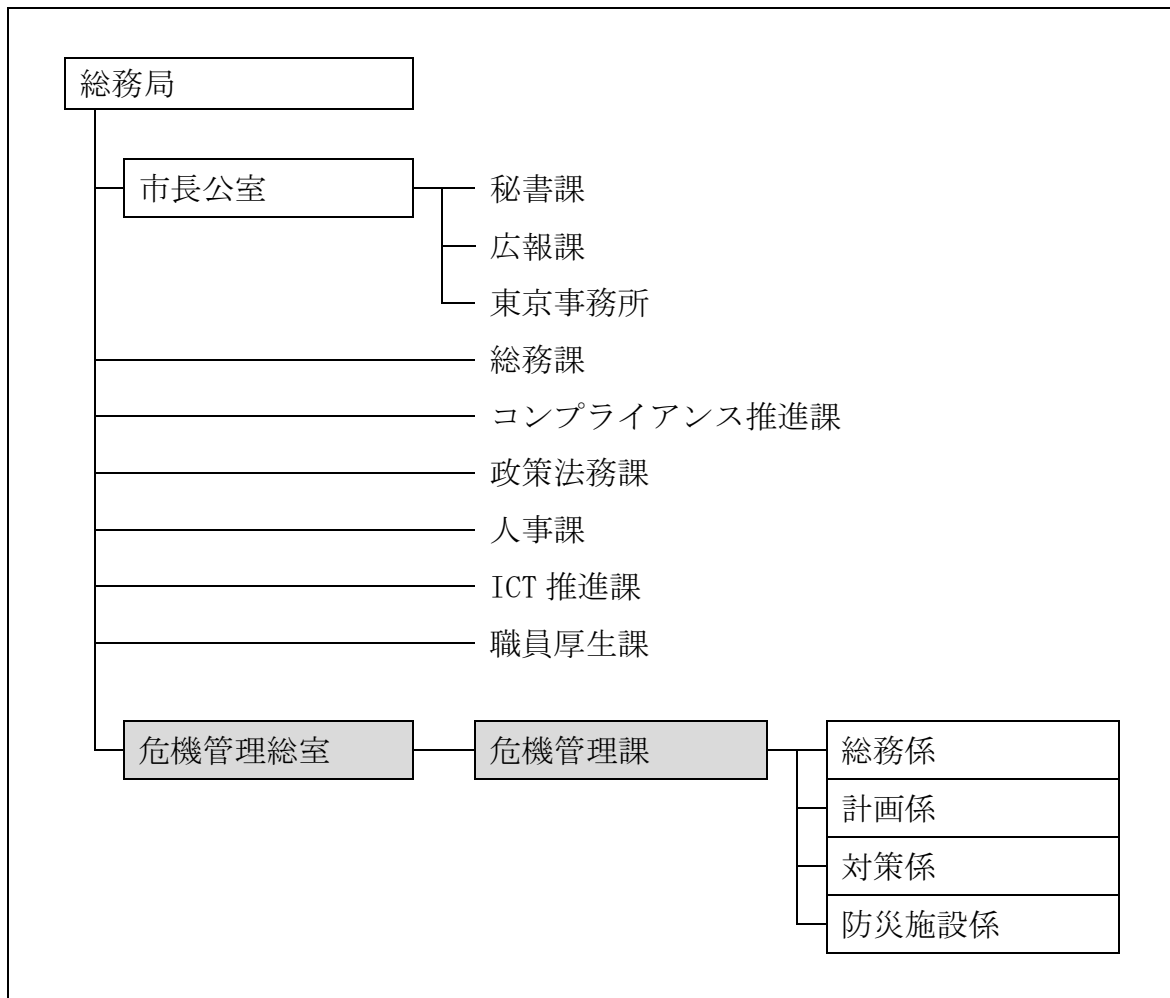 総務局
市長公室
秘書課
広報課
東京事務所
総務課
コンプライアンス推進課
政策法務課
人事課
ICT 推進課
職員厚生課
危機管理総室
危機管理課
総務係
計画係
対策係
防災施設係